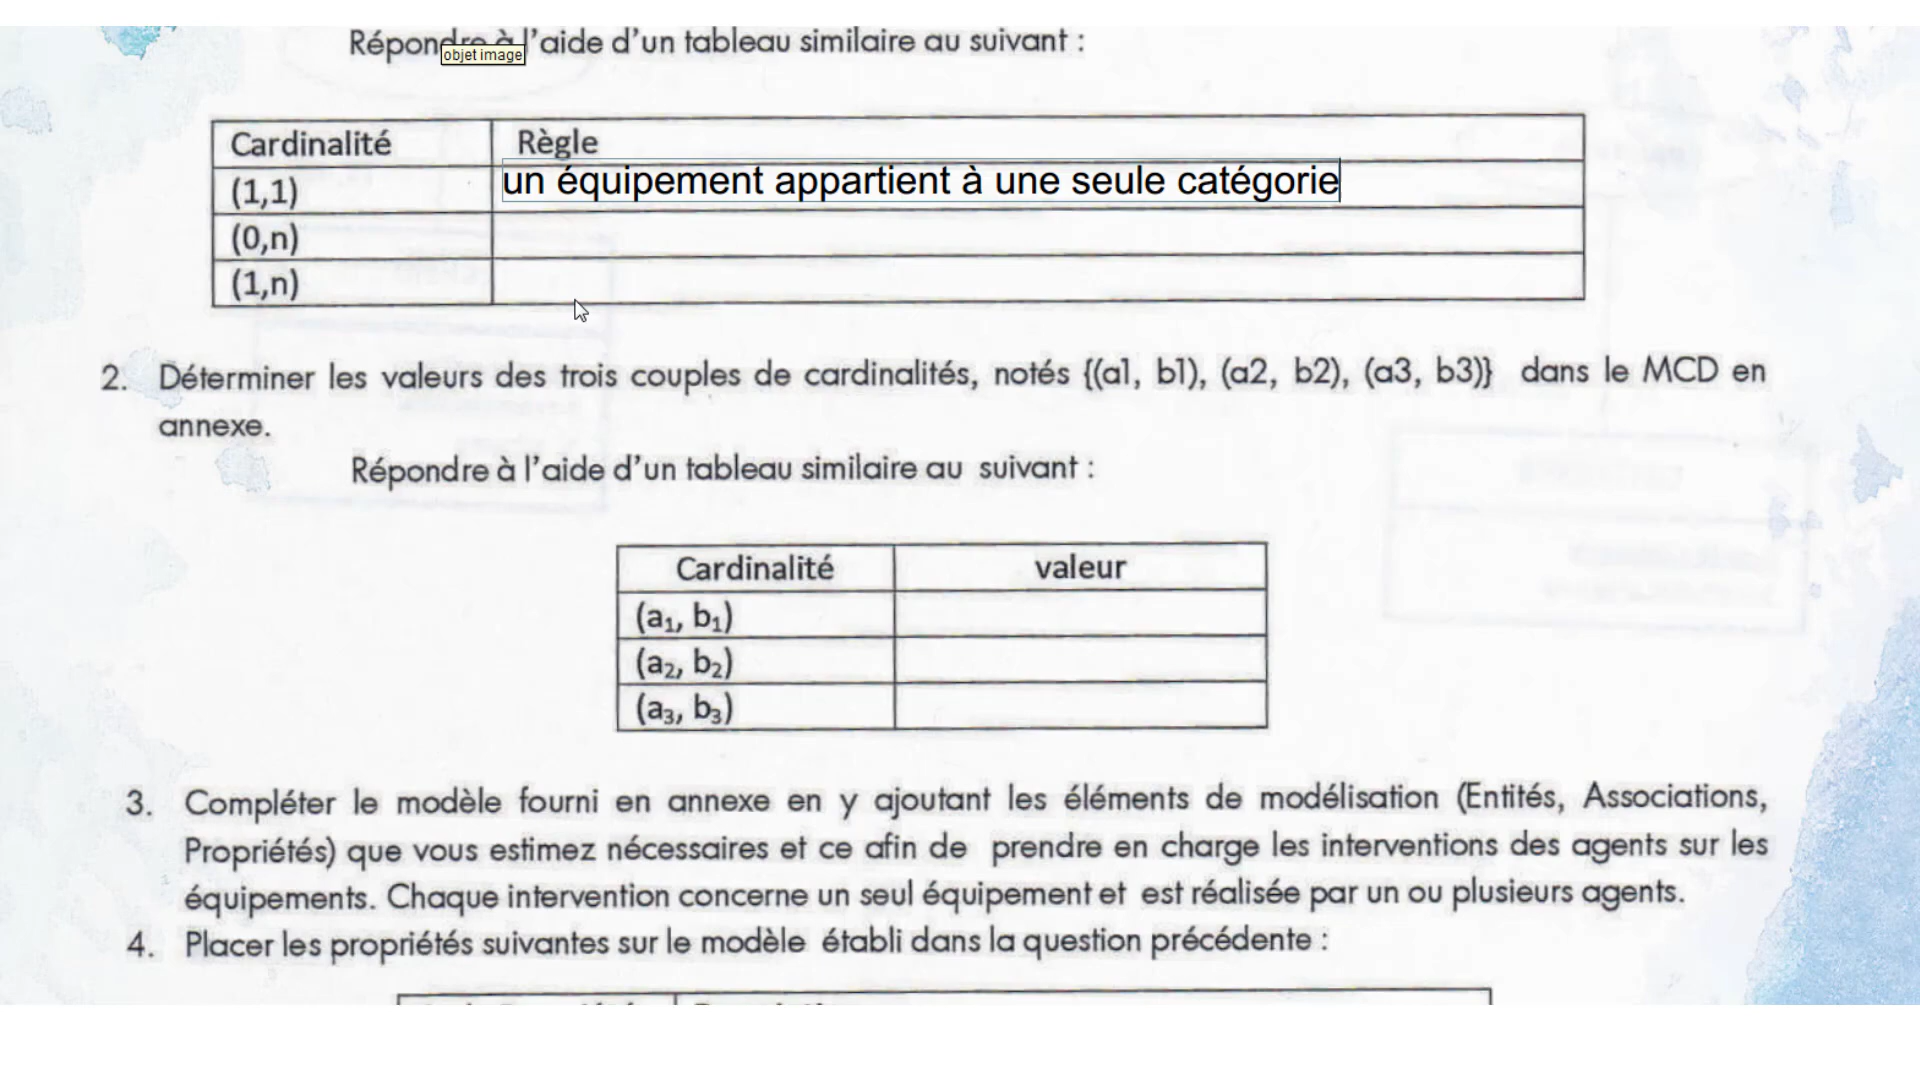 Répondre à l'aide d'un tableau similaire au suivant :
objet image
Cardinalité Règle
(1,1) un équipement appartient à une seule catégorie
(0,n)
(1,n)
2. Déterminer les valeurs des trois couples de cardinalités, notés {(a1, b1), (a2, b2), (a3, b3)} dans le MCD en
annexe.
Répondre à l'aide d'un tableau similaire au suivant :
Cardinalité valeur
(a₁, b₁)
(a₂, b₂)
(a₃, b₃)
3. Compléter le modèle fourni en annexe en y ajoutant les éléments de modélisation (Entités, Associations,
Propriétés) que vous estimez nécessaires et ce afin de prendre en charge les interventions des agents sur les
équipements. Chaque intervention concerne un seul équipement et est réalisée par un ou plusieurs agents.
4. Placer les propriétés suivantes sur le modèle établi dans la question précédente :